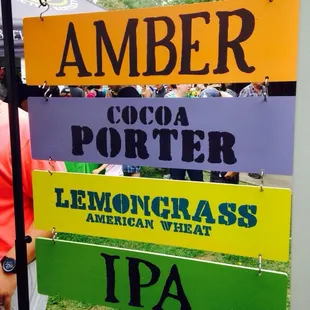 AMBER
COCOA
PORTER
LEMONGRASS
AMERICAN WHEAT
IPA